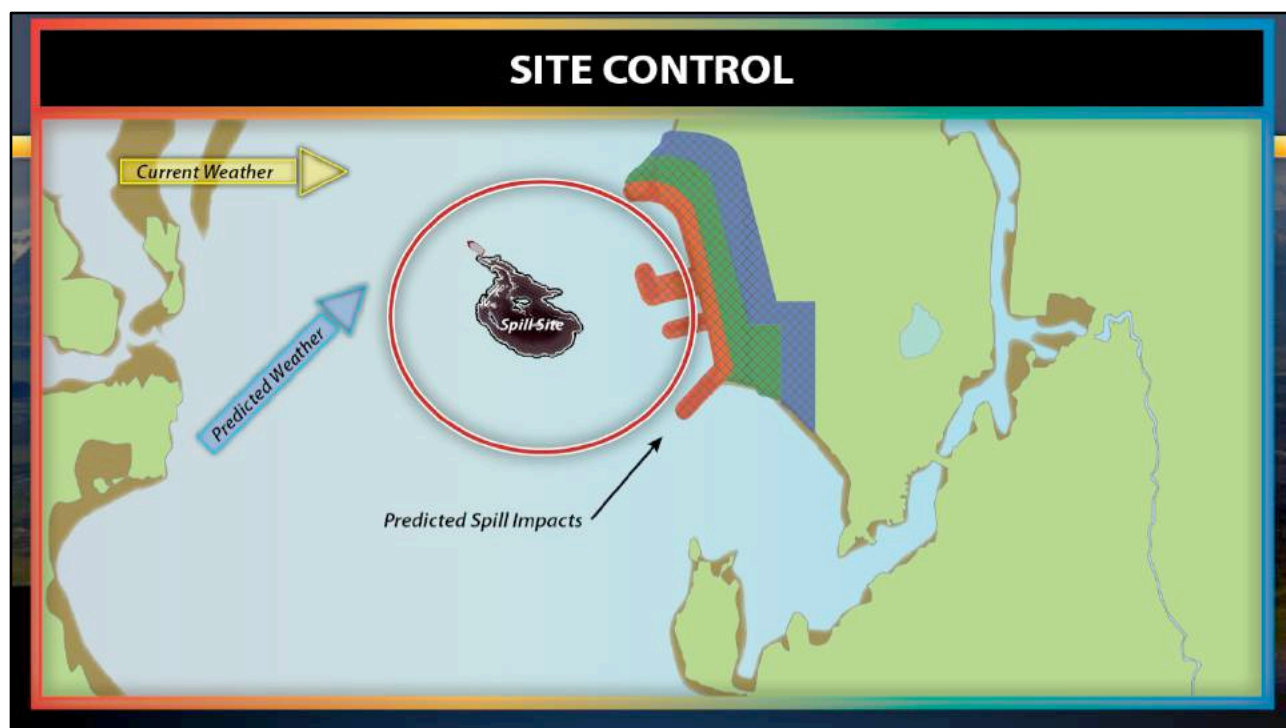 SITE CONTROL
Current Weather
Predicted Weather
Spill Site
Predicted Spill Impacts